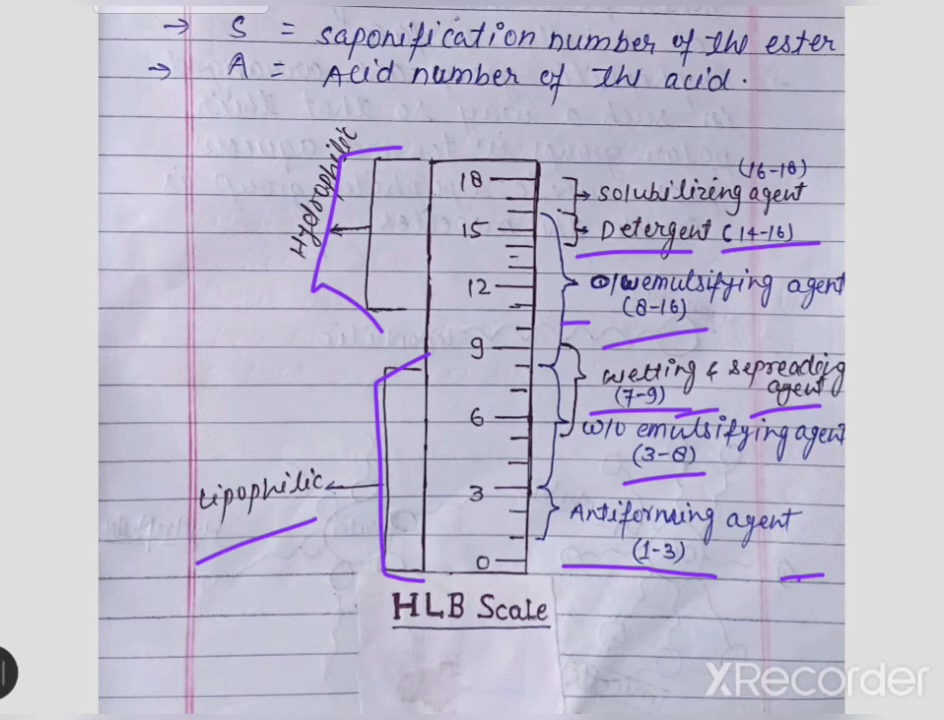 → S = saponification number of the ester
→ A = Acid number of the acid.
Hydrophilic
18
15
12
9
6
3
0
(16-18)
solubilizing agent
Detergent (14-16)
o/w emulsifying agent
(8-16)
wetting & sepreading
agent
(7-9)
w/o emulsifying agent
(3-8)
Lipophilic
Antiforming agent
(1-3)
HLB Scale
XRecorder